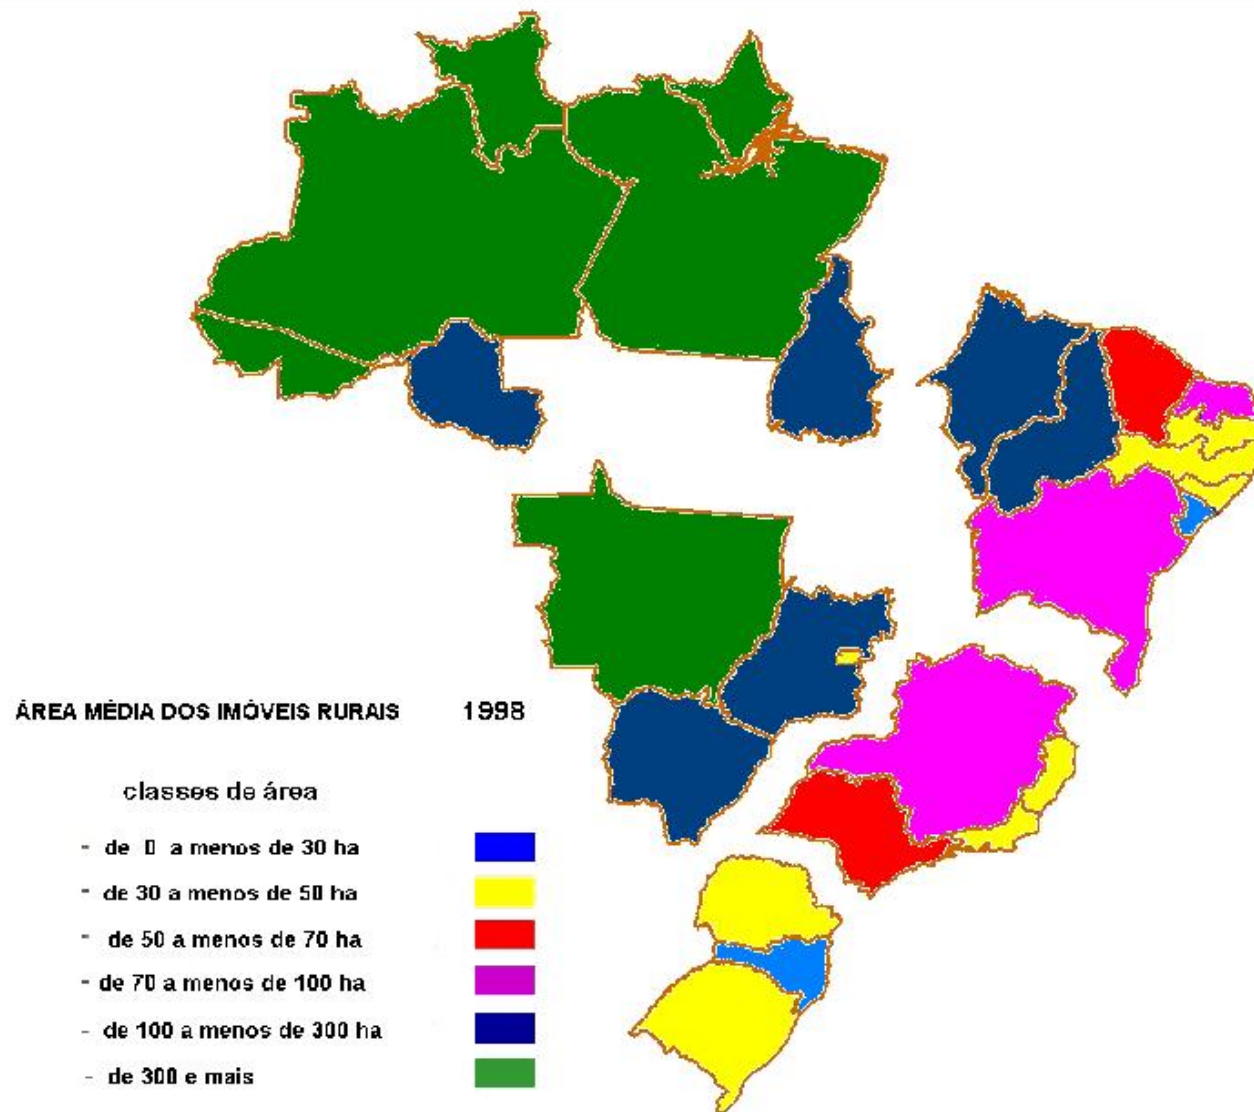 ÁREA MÉDIA DOS IMÓVEIS RURAIS 1998
classes de área
- de 0 a menos de 30 ha
- de 30 a menos de 50 ha
- de 50 a menos de 70 ha
- de 70 a menos de 100 ha
- de 100 a menos de 300 ha
- de 300 e mais